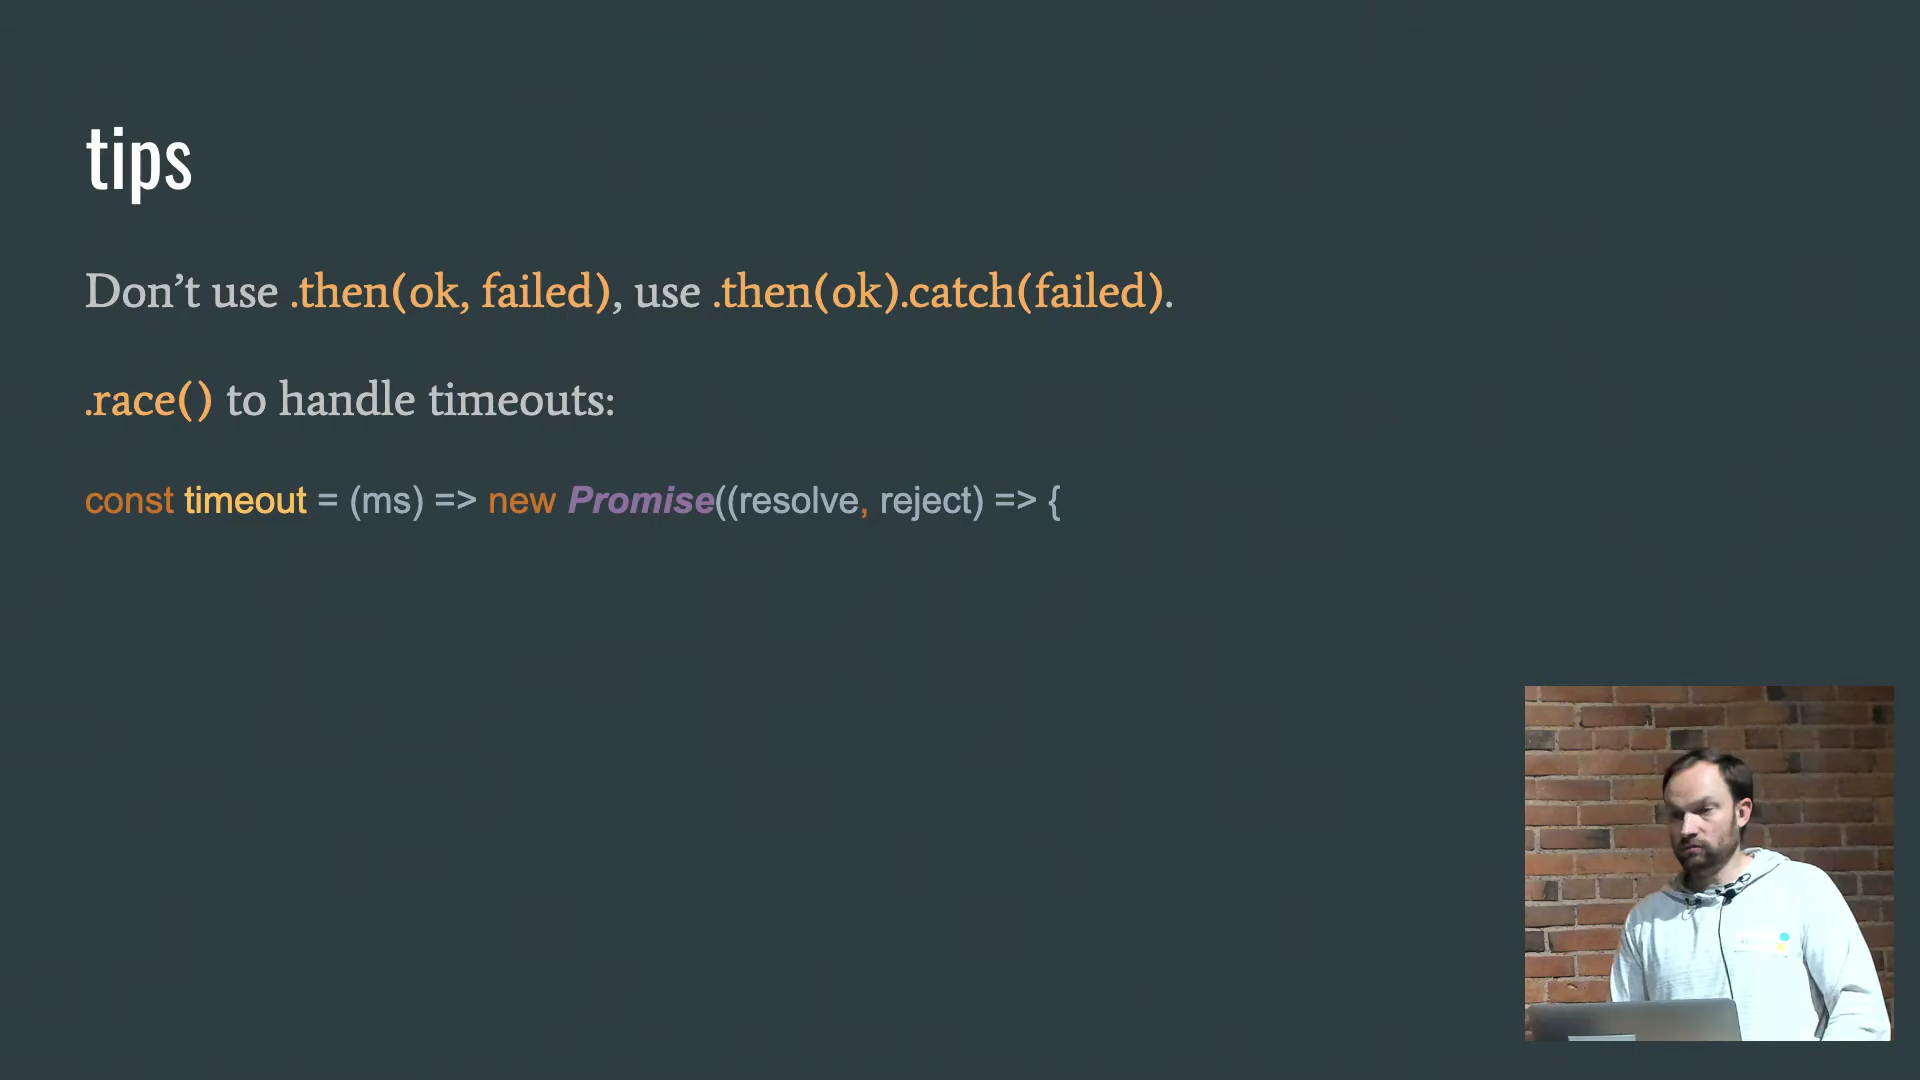 tips
Don’t use .then(ok, failed), use .then(ok).catch(failed).
.race() to handle timeouts:
const timeout = (ms) => new Promise((resolve, reject) => {